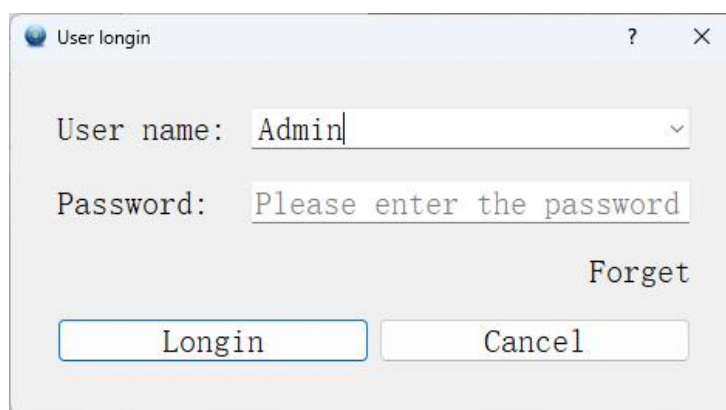 User longin
User name: Admin
Password: Please enter the password
Forget
Longin Cancel